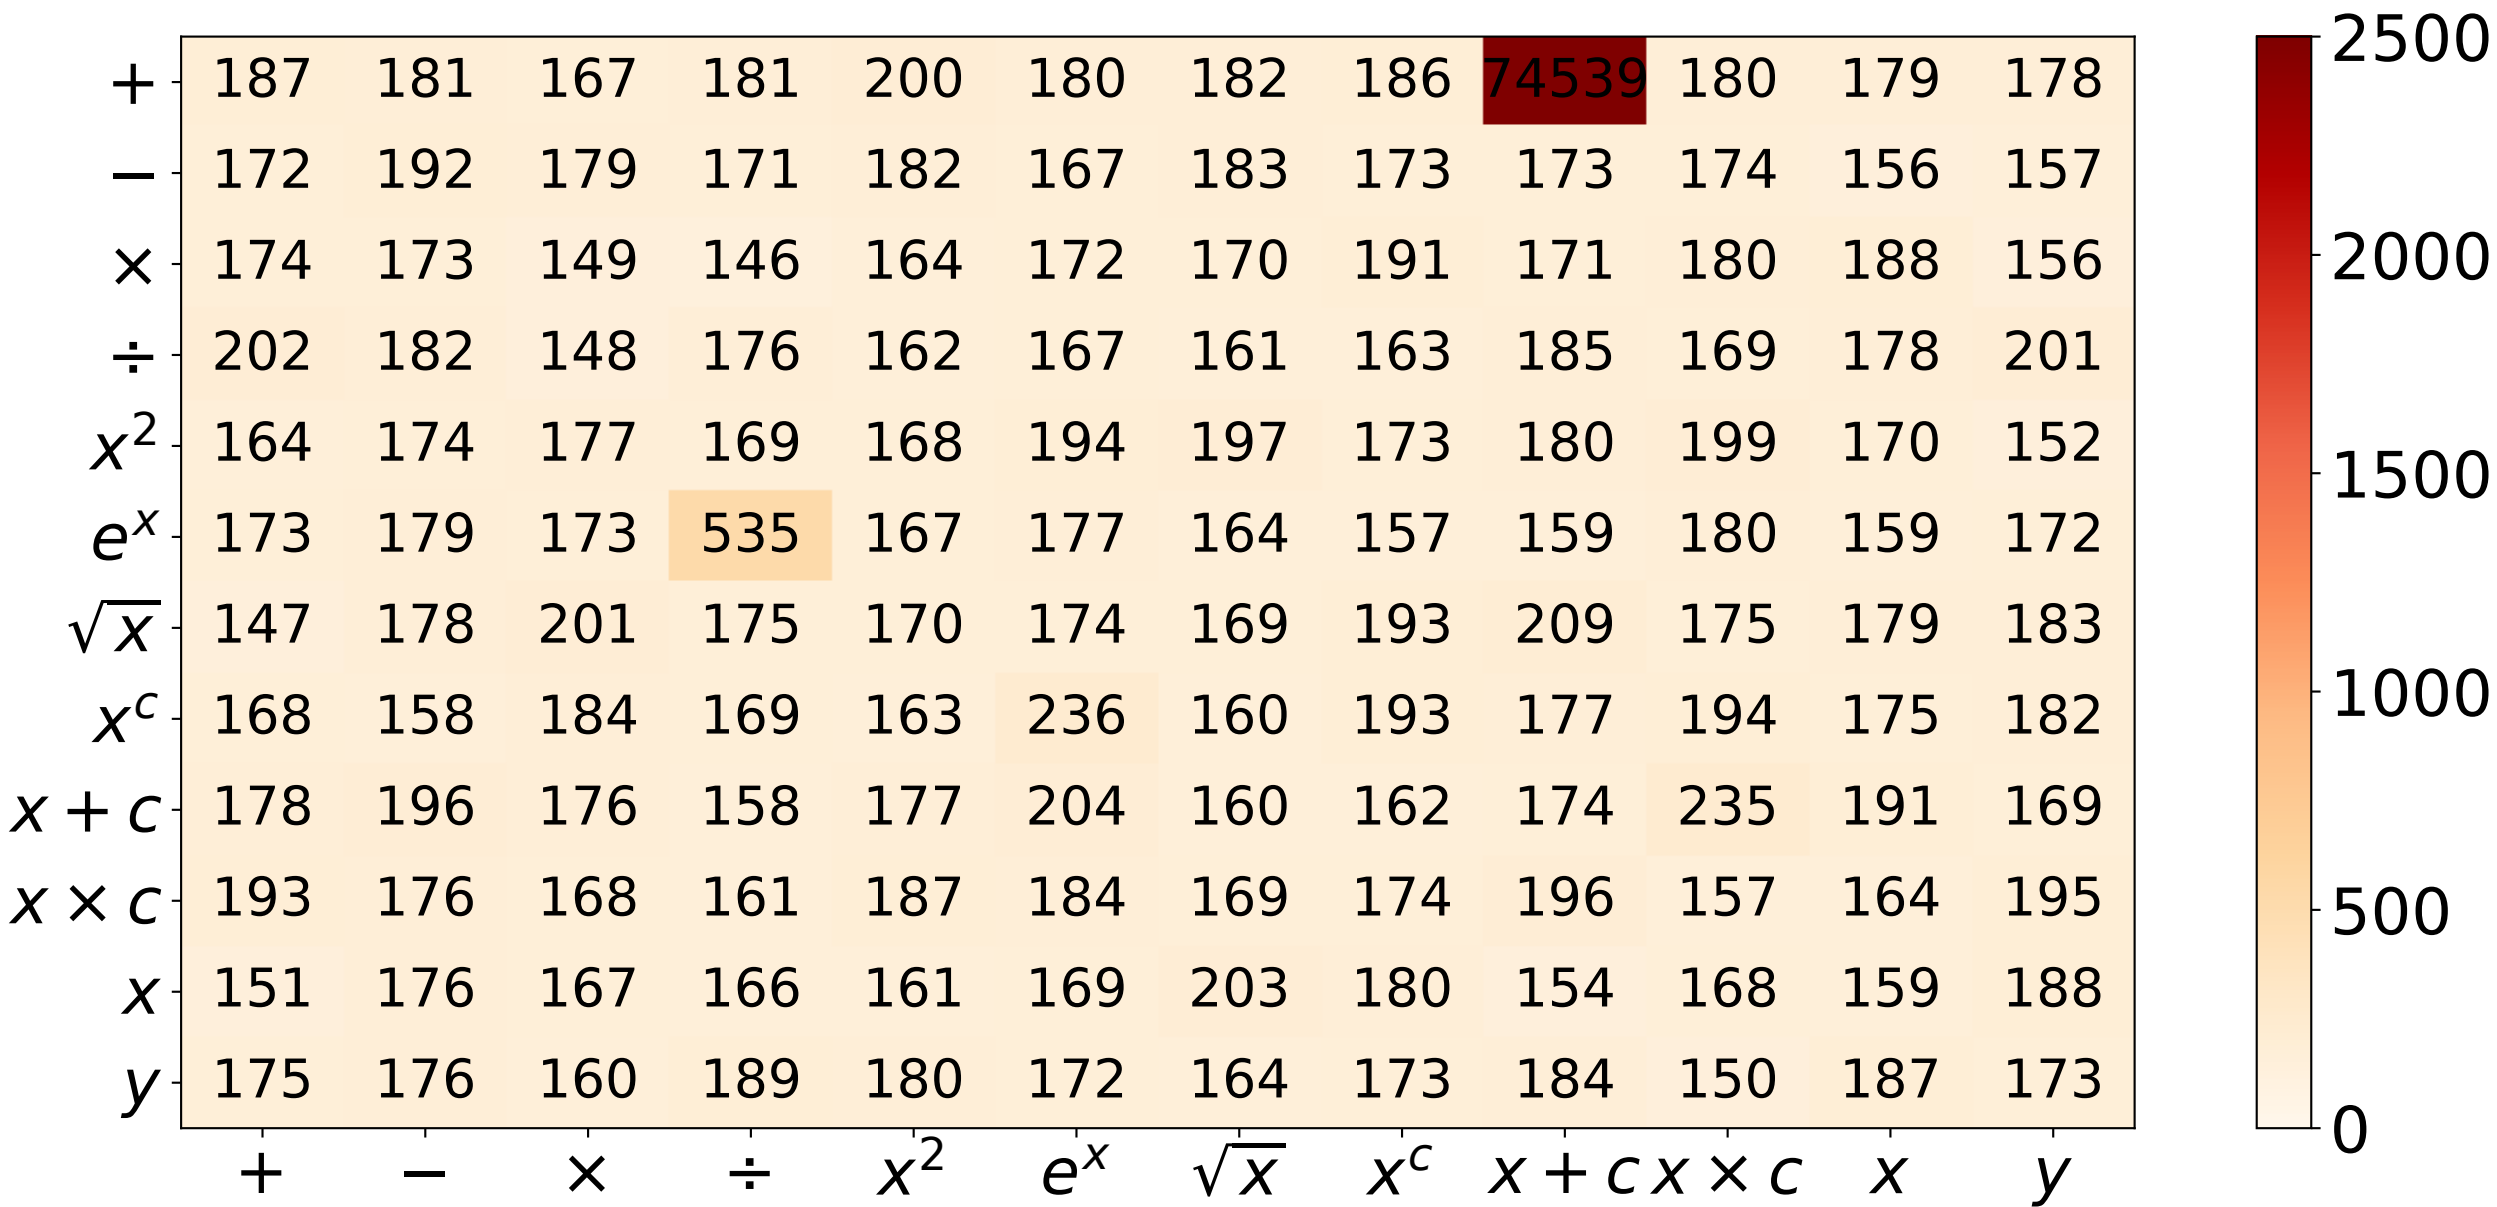 2500
+ 187 181 167 181 200 180 182 186 74539 180 179 178
− 172 192 179 171 182 167 183 173 173 174 156 157
2000
× 174 173 149 146 164 172 170 191 171 180 188 156
÷ 202 182 148 176 162 167 161 163 185 169 178 201
x² 164 174 177 169 168 194 197 173 180 199 170 152
1500
eˣ 173 179 173 535 167 177 164 157 159 180 159 172
√x 147 178 201 175 170 174 169 193 209 175 179 183
1000
xᶜ 168 158 184 169 163 236 160 193 177 194 175 182
x + c 178 196 176 158 177 204 160 162 174 235 191 169
500
x × c 193 176 168 161 187 184 169 174 196 157 164 195
x 151 176 167 166 161 169 203 180 154 168 159 188
y 175 176 160 189 180 172 164 173 184 150 187 173
0
+ − × ÷ x² eˣ √x xᶜ x + c x × c x y